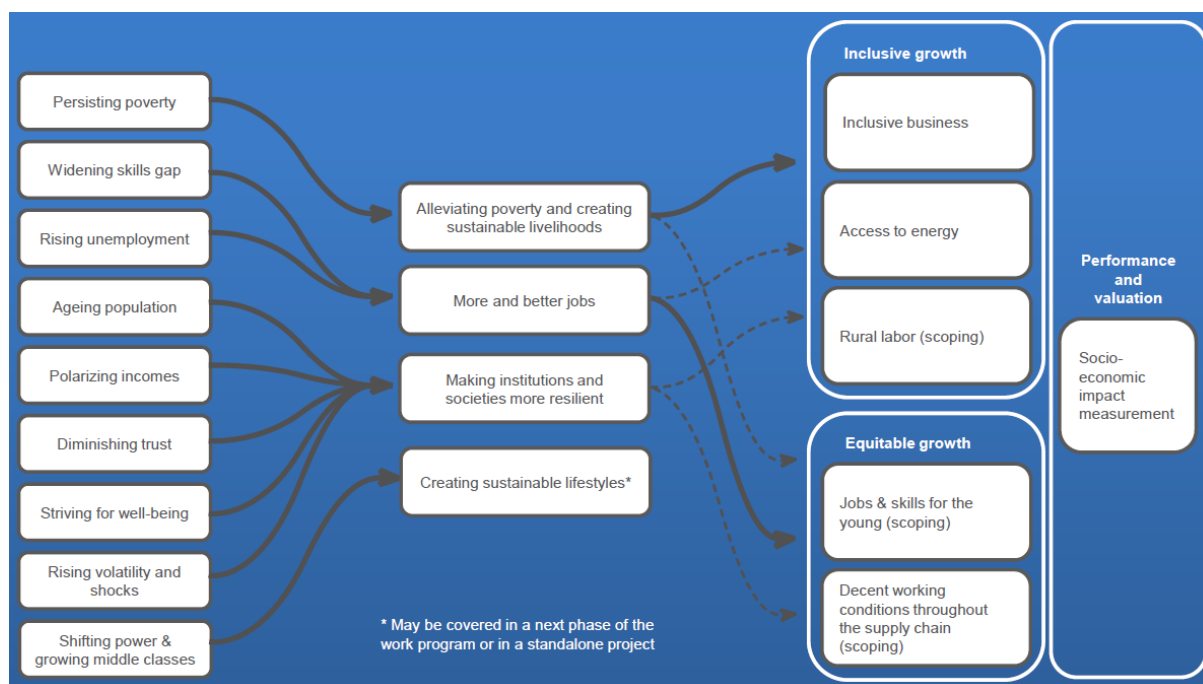 Persisting poverty
Widening skills gap
Rising unemployment
Ageing population
Polarizing incomes
Diminishing trust
Striving for well-being
Rising volatility and
shocks
Shifting power &
growing middle classes
Alleviating poverty and creating
sustainable livelihoods
More and better jobs
Making institutions and
societies more resilient
Creating sustainable lifestyles*
* May be covered in a next phase of the
work program or in a standalone project
Inclusive growth
Inclusive business
Access to energy
Rural labor (scoping)
Equitable growth
Jobs & skills for the
young (scoping)
Decent working
conditions throughout
the supply chain
(scoping)
Performance
and
valuation
Socio-
economic
impact
measurement